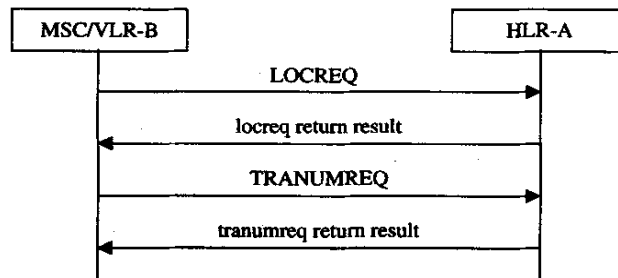 MSC/VLR-B
HLR-A
LOCREQ
locreq return result
TRANUMREQ
tranumreq return result